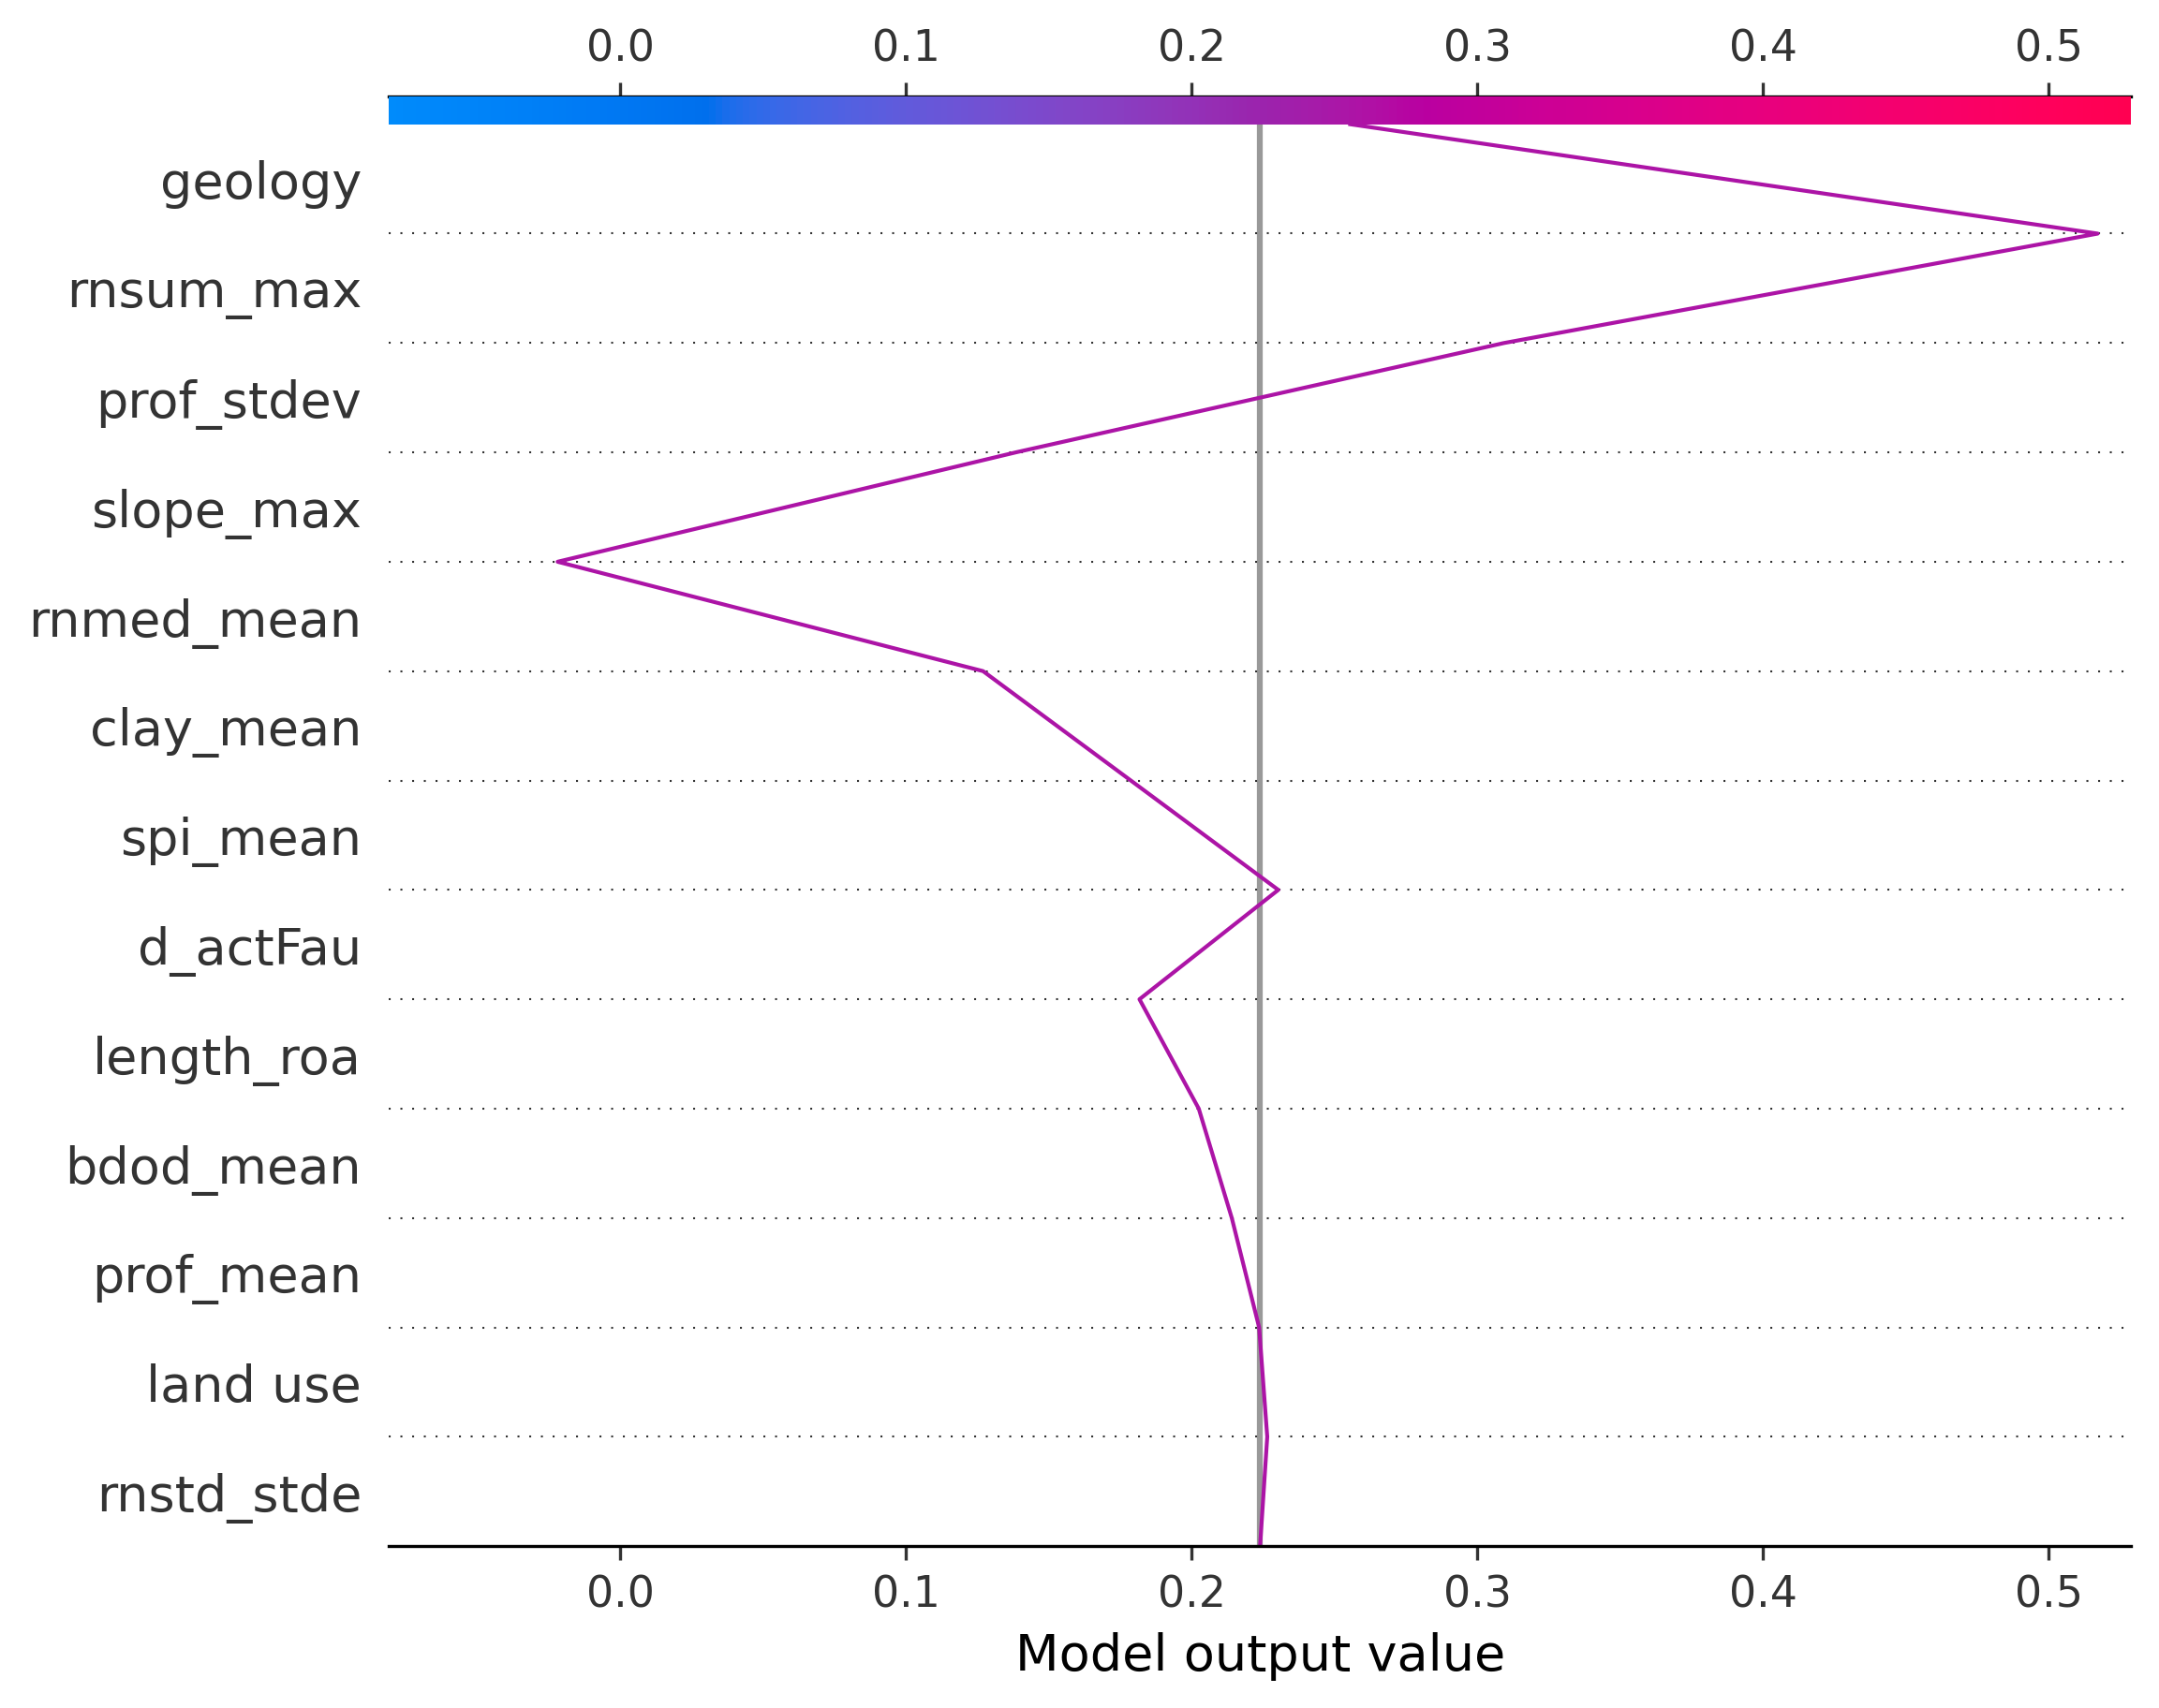 0.0 0.1 0.2 0.3 0.4 0.5
geology
rnsum_max
prof_stdev
slope_max
rnmed_mean
clay_mean
spi_mean
d_actFau
length_roa
bdod_mean
prof_mean
land use
rnstd_stde
0.0 0.1 0.2 0.3 0.4 0.5
Model output value